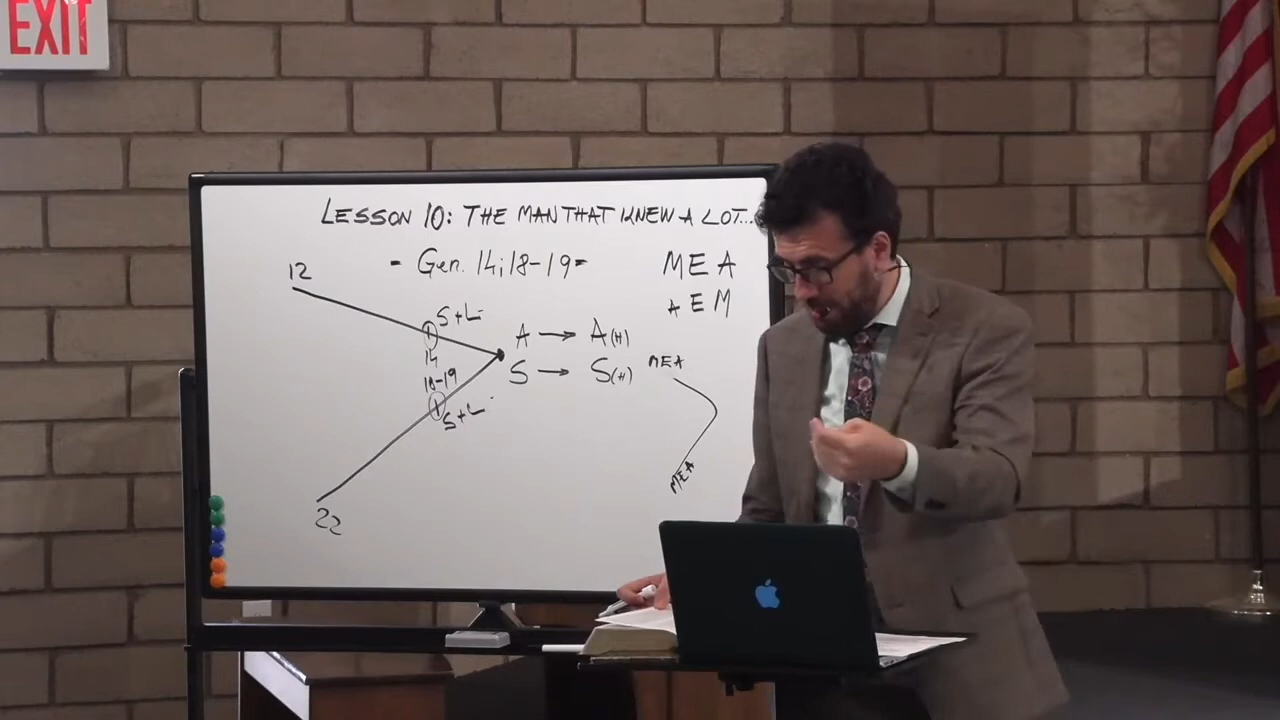 EXIT
LESSON 10: THE MAN THAT KNEW A LOT...
- Gen. 14; 18-19 -
MEA
AEM
12
S+L
14
A → A(H)
S → S(H)
MEA
18-19
S+L
MEA
22